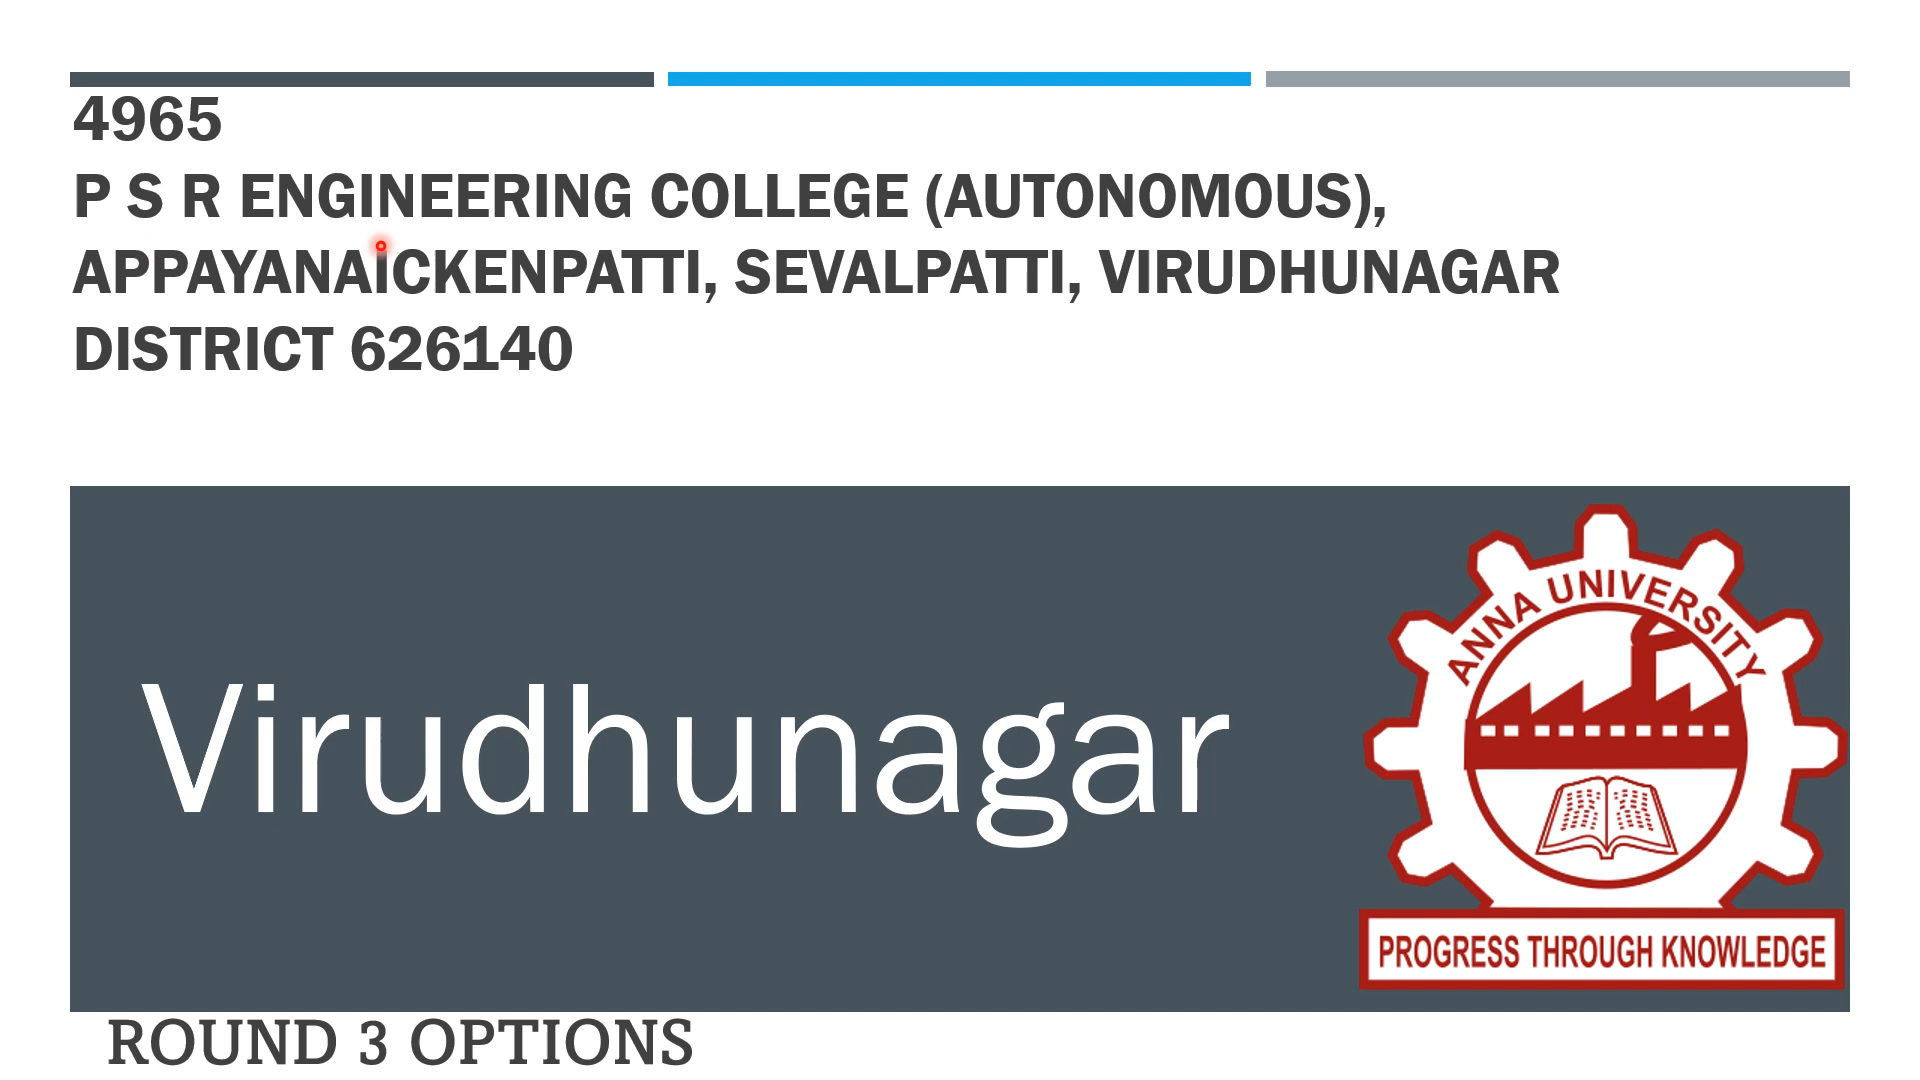 4965
P S R ENGINEERING COLLEGE (AUTONOMOUS),
APPAYANAICKENPATTI, SEVALPATTI, VIRUDHUNAGAR
DISTRICT 626140
Virudhunagar
ANNA UNIVERSITY
PROGRESS THROUGH KNOWLEDGE
ROUND 3 OPTIONS